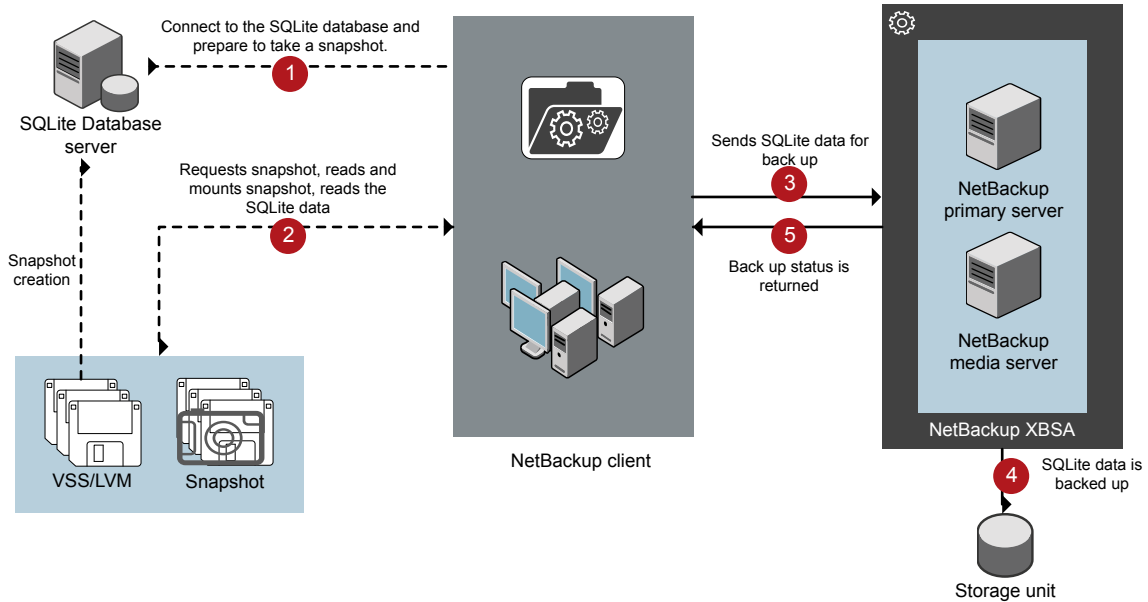 Connect to the SQLite database and
prepare to take a snapshot.
1
SQLite Database
server
Requests snapshot, reads and
mounts snapshot, reads the
SQLite data
2
Snapshot
creation
VSS/LVM
Snapshot
NetBackup client
Sends SQLite data for
back up
3
5
Back up status is
returned
NetBackup
primary server
NetBackup
media server
NetBackup XBSA
4
SQLite data is
backed up
Storage unit